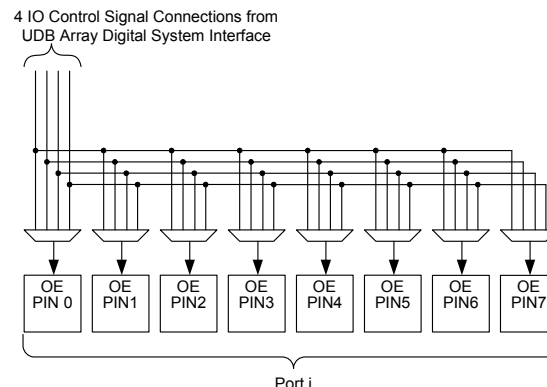 4 IO Control Signal Connections from
UDB Array Digital System Interface
OE
PIN 0
OE
PIN1
OE
PIN2
OE
PIN3
OE
PIN4
OE
PIN5
OE
PIN6
OE
PIN7
Port i